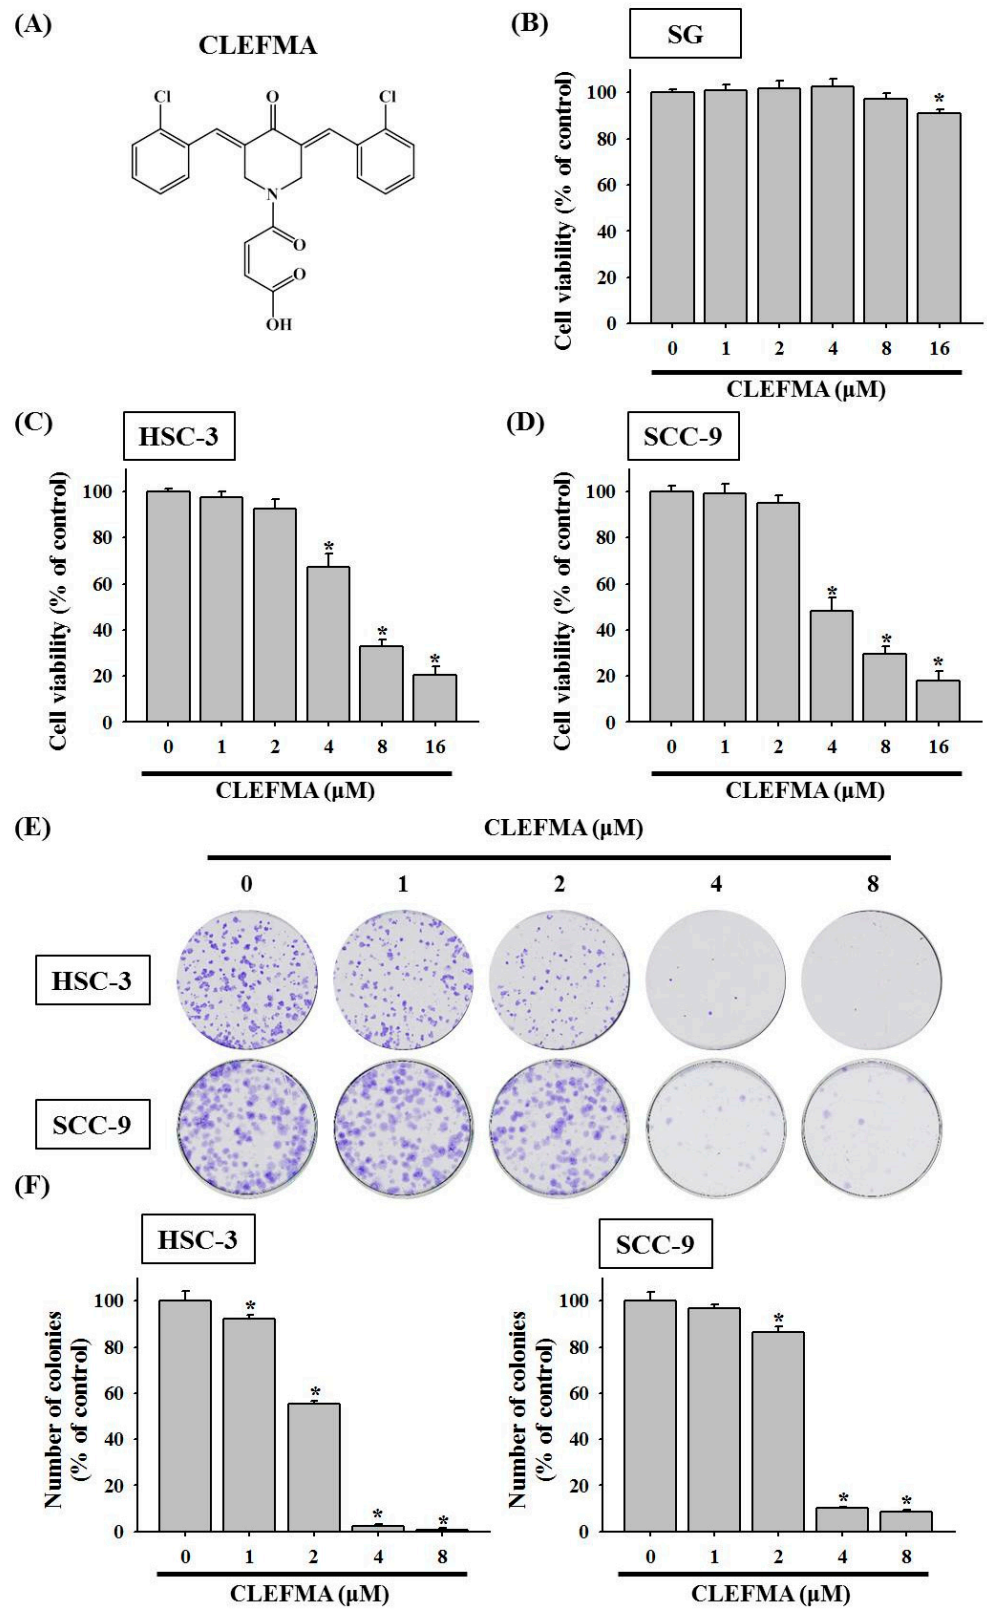 (A)
CLEFMA
Cl
O
Cl
N
O
O
OH
(B)
SG
Cell viability (% of control)
100
80
60
40
20
0
*
0 1 2 4 8 16
CLEFMA (µM)
(C)
HSC-3
Cell viability (% of control)
100
80
60
40
20
0
* * *
0 1 2 4 8 16
CLEFMA (µM)
(D)
SCC-9
Cell viability (% of control)
100
80
60
40
20
0
* * *
0 1 2 4 8 16
CLEFMA (µM)
(E)
CLEFMA (µM)
0 1 2 4 8
HSC-3
SCC-9
(F)
HSC-3
Number of colonies
(% of control)
100
80
60
40
20
0
* * * *
0 1 2 4 8
CLEFMA (µM)
SCC-9
Number of colonies
(% of control)
100
80
60
40
20
0
* * *
0 1 2 4 8
CLEFMA (µM)